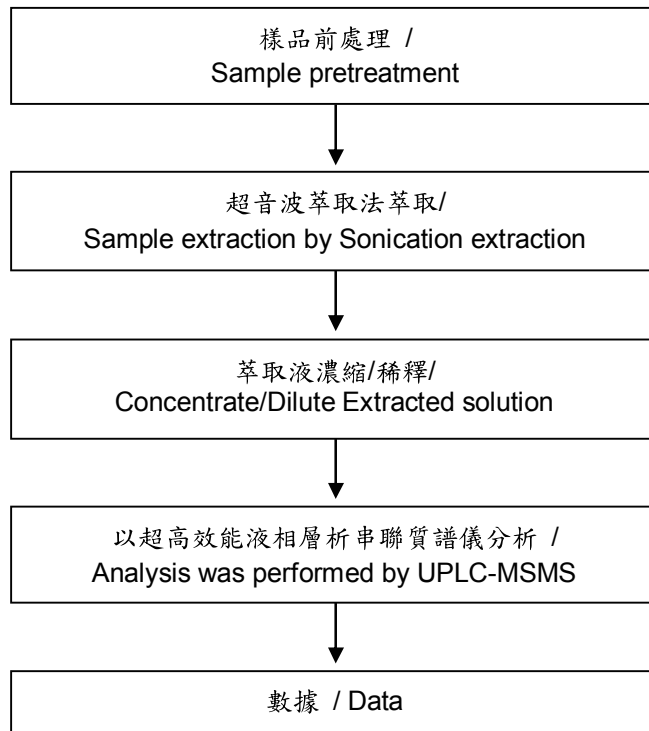 樣品前處理 /
Sample pretreatment
超音波萃取法萃取/
Sample extraction by Sonication extraction
萃取液濃縮/稀釋/
Concentrate/Dilute Extracted solution
以超高效能液相層析串聯質譜儀分析 /
Analysis was performed by UPLC-MSMS
數據 / Data